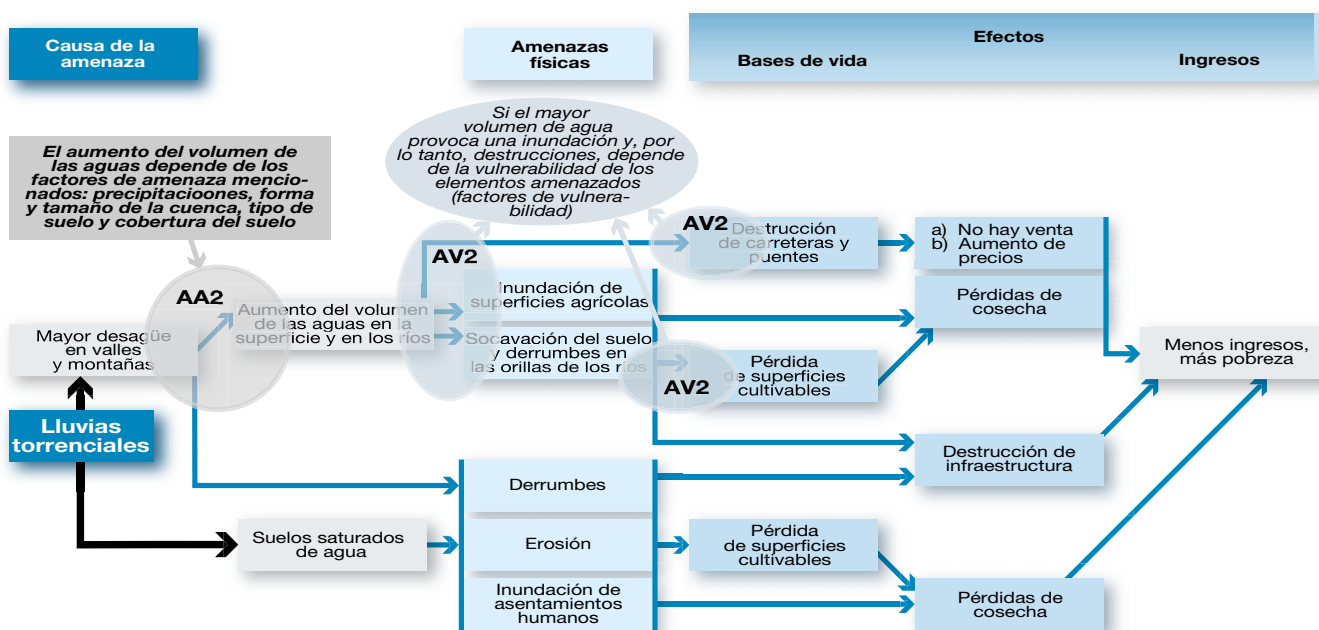 Causa de la
amenaza
Amenazas
físicas
Efectos
Bases de vida
Ingresos
El aumento del volumen de
las aguas depende de los
factores de amenaza mencio-
nados: precipitacioones, forma
y tamaño de la cuenca, tipo de
suelo y cobertura del suelo
Si el mayor
volumen de agua
provoca una inundación y, por
lo tanto, destrucciones, depende
de la vulnerabilidad de los
elementos amenazados
(factores de vulnera-
bilidad)
AA2
AV2
AV2
AV2
Mayor desagüe
en valles
y montañas
Aumento del volumen
de las aguas en la
superficie y en los ríos
Inundación de
superficies agrícolas
Socavación del suelo
y derrumbes en
las orillas de los ríos
Destrucción
de carreteras y
puentes
a) No hay venta
b) Aumento de
precios
Pérdidas de
cosecha
Pérdida
de superficies
cultivables
Menos ingresos,
más pobreza
Lluvias
torrenciales
Destrucción de
infraestructura
Derrumbes
Suelos saturados
de agua
Erosión
Pérdida
de superficies
cultivables
Inundación de
asentamientos
humanos
Pérdidas de
cosecha